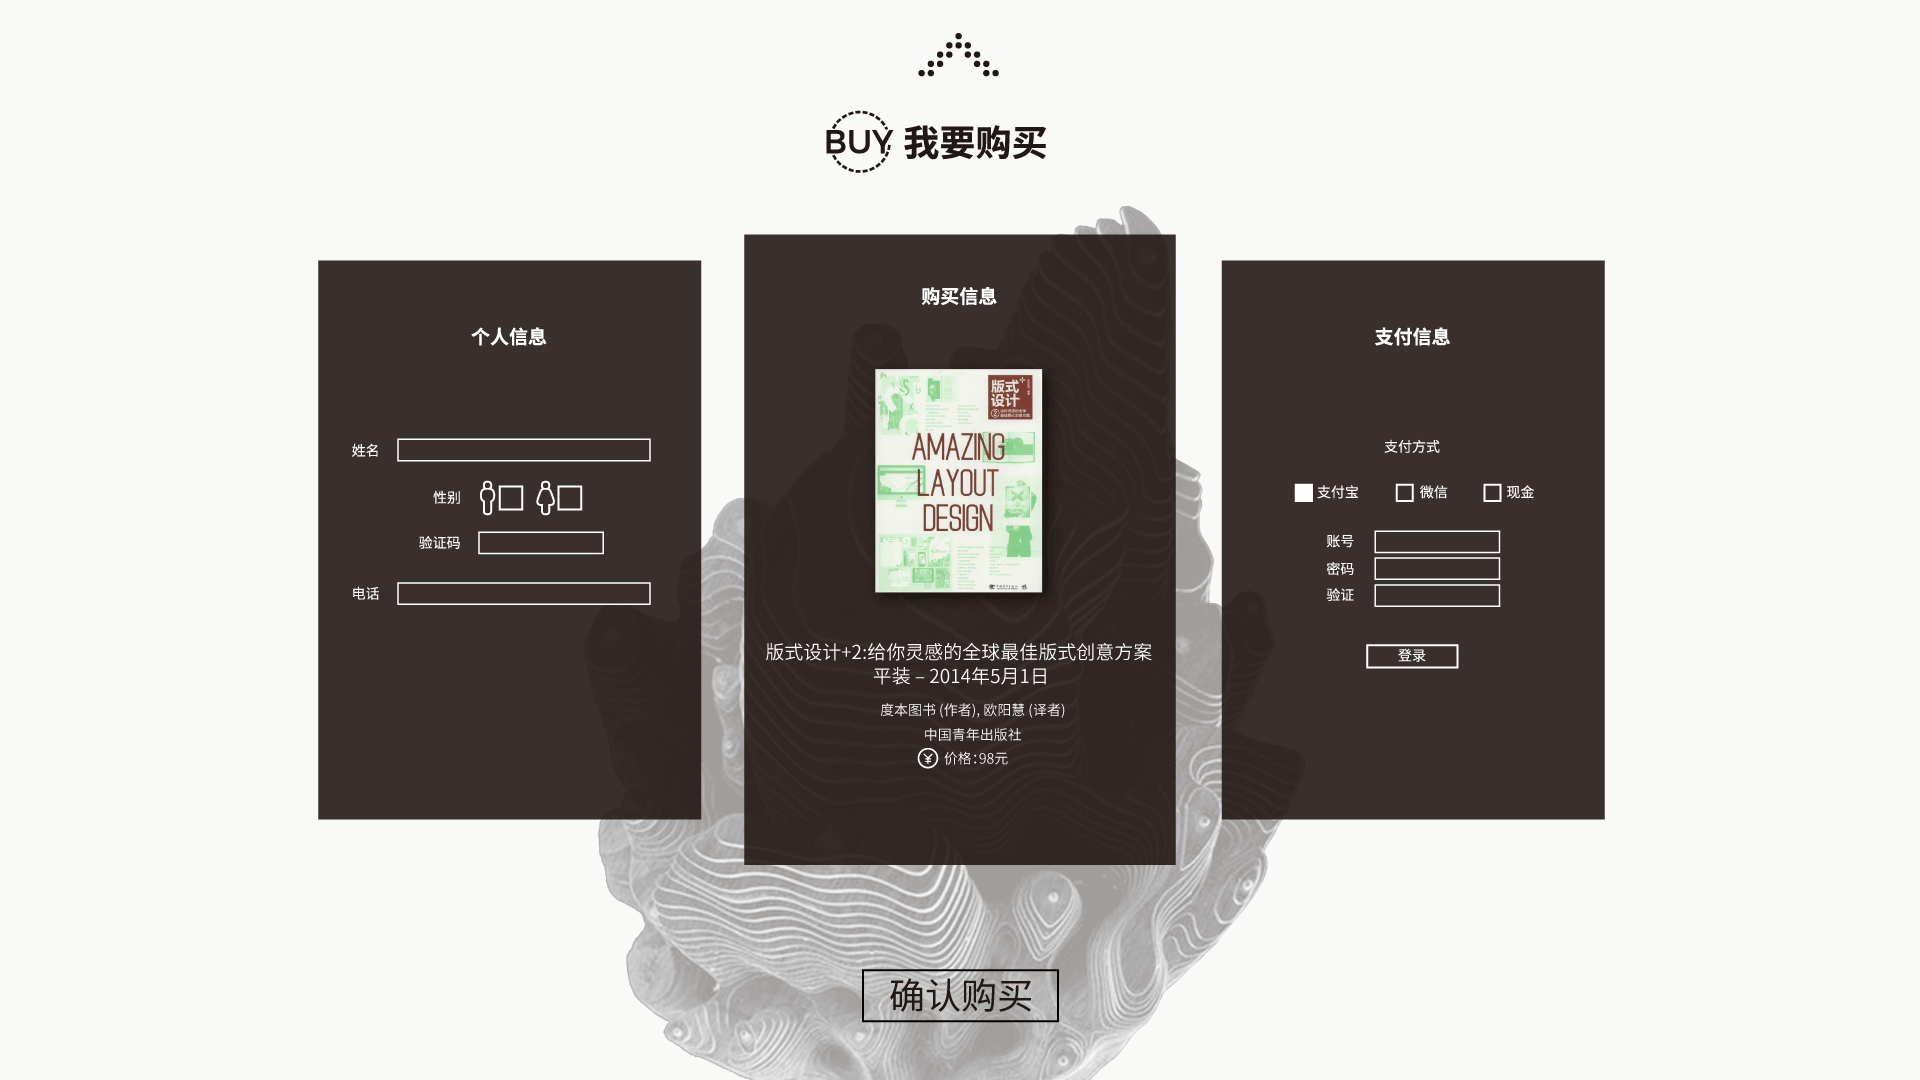 BUY 我要购买
个人信息
姓名
性别
验证码
电话
购买信息
版式+
设计
2
AMAZING
LAYOUT
DESIGN
版式设计+2:给你灵感的全球最佳版式创意方案
平装 – 2014年5月1日
度本图书 (作者), 欧阳慧 (译者)
中国青年出版社
¥ 价格:98元
支付信息
支付方式
支付宝 微信 现金
账号
密码
验证
登录
确认购买